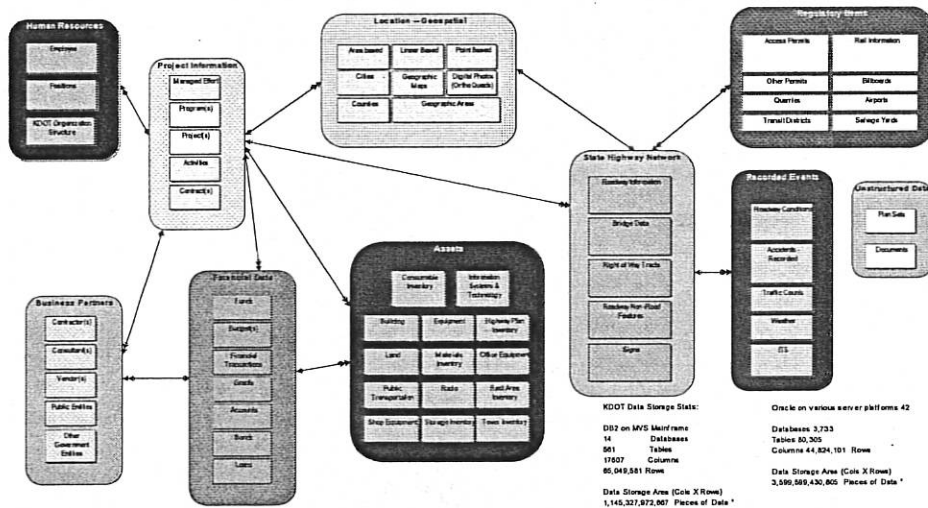 Human Resources
Employee
Positions
KDOT Organization
Structure
Project Information
Managed Effort
Program(s)
Project(s)
Activities
Contract(s)
Location – Geospatial
Area based
Linear Based
Point Based
Cities
Geographic
Maps
Digital Photos
(Ortho Quads)
Counties
Geographic Areas
Regulatory Items
Access Permits
Rail Information
Other Permits
Billboards
Quarries
Airports
Transit Districts
Salvage Yards
State Highway Network
Roadway Information
Bridge Data
Right of Way Tracts
Roadway Non-Road
Features
Signs
Recorded Events
Roadway Conditions
Accidents -
Recorded
Traffic Counts
Weather
ITS
Unstructured Data
Plan Sets
Documents
Business Partners
Contractor(s)
Consultant(s)
Vendor(s)
Public Entities
Other
Government
Entities
Financial Data
Funds
Budget(s)
Financial
Transactions
Grants
Accounts
Bonds
Loans
Assets
Consumable
Inventory
Information
Systems &
Technology
Building
Equipment
Highway Plan
Inventory
Land
Materials
Inventory
Office Equipment
Public
Transportation
Radio
Inventory
Shop Equipment
Storage Inventory
Tower Inventory
KDOT Data Storage Stats:
DB2 on MVS Mainframe
14 Databases
561 Tables
17607 Columns
65,049,581 Rows
Data Storage Area (Cols X Rows)
1,145,327,972,667 Pieces of Data *
Oracle on various server platforms 42
Databases 3,733
Tables 80,305
Columns 44,824,101 Rows
Data Storage Area (Cols X Rows)
3,599,599,430,605 Pieces of Data *